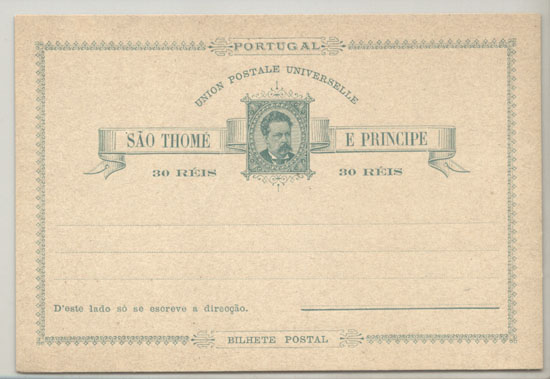 PORTUGAL
UNION POSTALE UNIVERSELLE
SÃO THOMÉ E PRINCIPE
30 RÉIS 30 RÉIS
D'este lado só se escreve a direcção.
BILHETE POSTAL